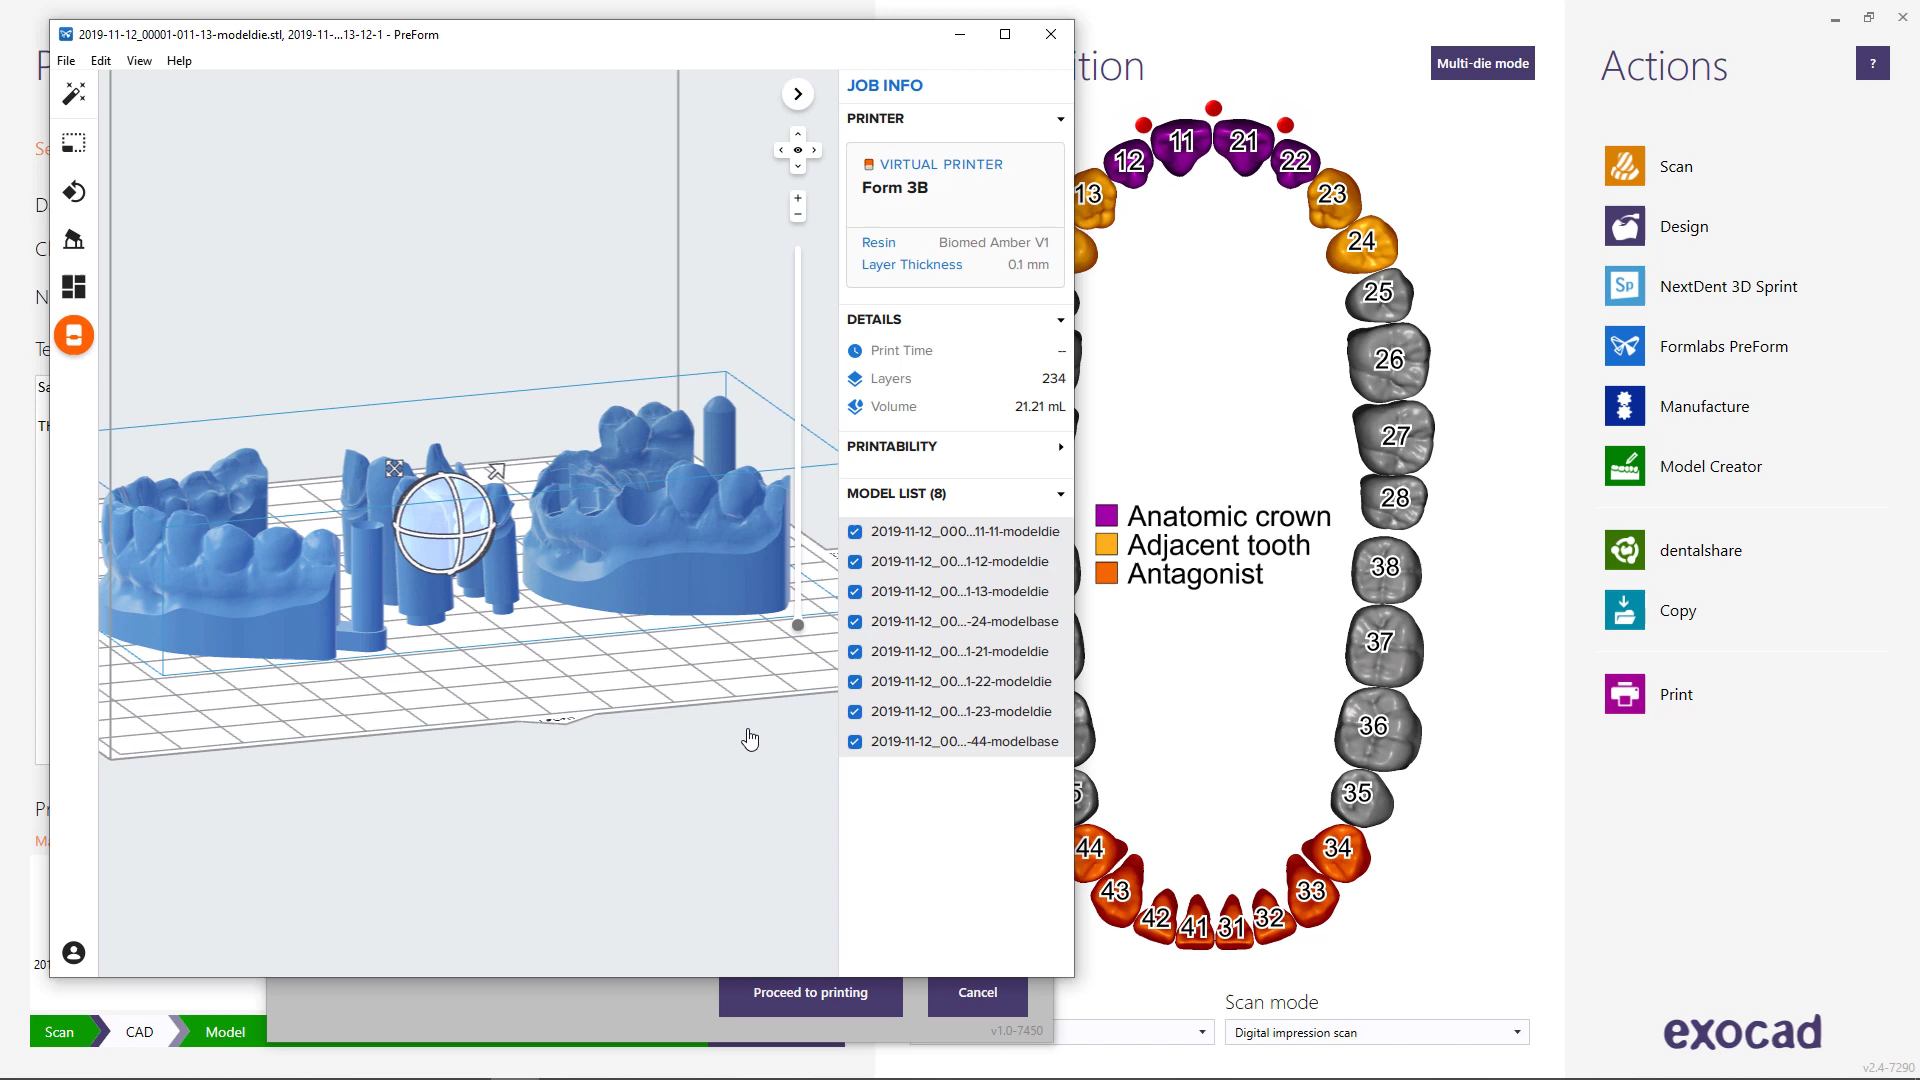 2019-11-12_00001-011-13-modeldie.stl, 2019-11-...13-12-1 - PreForm
File Edit View Help
JOB INFO
PRINTER
VIRTUAL PRINTER
Form 3B
Resin Biomed Amber V1
Layer Thickness 0.1 mm
DETAILS
Print Time --
Layers 234
Volume 21.21 mL
PRINTABILITY
MODEL LIST (8)
2019-11-12_000...11-11-modeldie
2019-11-12_00...1-12-modeldie
2019-11-12_00...1-13-modeldie
2019-11-12_00...-24-modelbase
2019-11-12_00...1-21-modeldie
2019-11-12_00...1-22-modeldie
2019-11-12_00...1-23-modeldie
2019-11-12_00...-44-modelbase
Proceed to printing
Cancel
v1.0-7450
Scan
CAD
Model
ition
Multi-die mode
11
21
12
22
13
23
24
25
26
27
28
Anatomic crown
Adjacent tooth
Antagonist
38
37
36
35
5
44
34
43
33
42
41
31
32
Scan mode
Digital impression scan
Actions
?
Scan
Design
Sp
NextDent 3D Sprint
Formlabs PreForm
Manufacture
Model Creator
dentalshare
Copy
Print
exocad
v2.4-7290